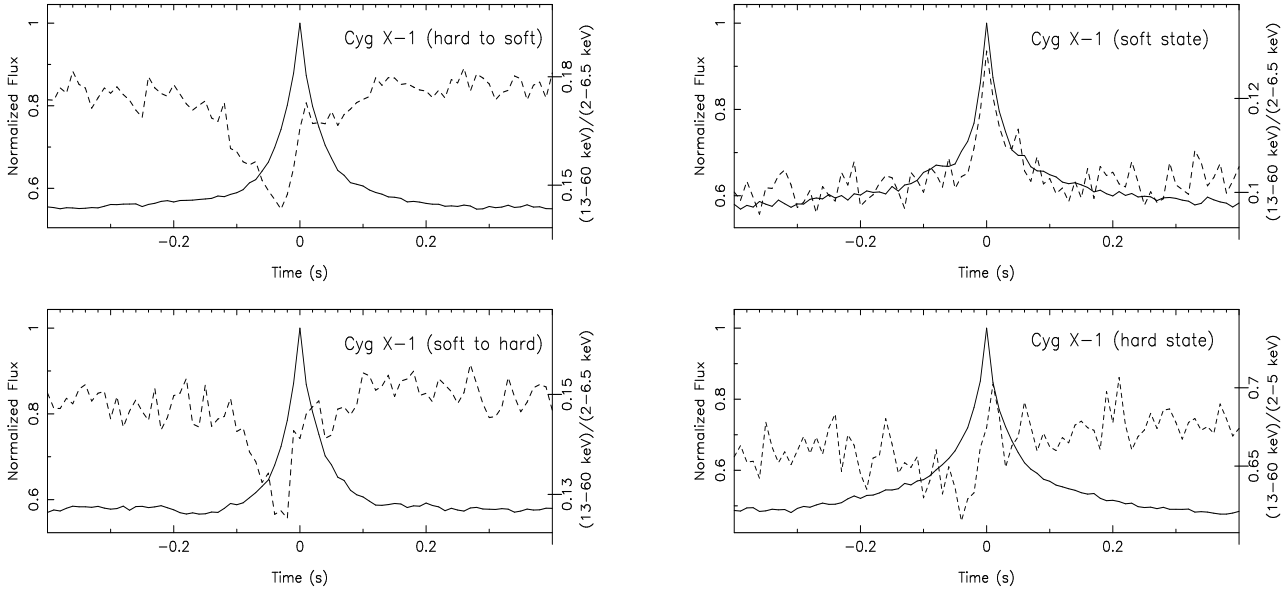 Cyg X−1 (hard to soft)
Normalized Flux
1
0.8
0.6
0.18
0.15
(13−60 keV)/(2−6.5 keV)
−0.2
0
0.2
Time (s)
Cyg X−1 (soft state)
Normalized Flux
1
0.8
0.6
0.12
0.1
(13−60 keV)/(2−6.5 keV)
−0.2
0
0.2
Time (s)
Cyg X−1 (soft to hard)
Normalized Flux
1
0.8
0.6
0.15
0.13
(13−60 keV)/(2−6.5 keV)
−0.2
0
0.2
Time (s)
Cyg X−1 (hard state)
Normalized Flux
1
0.8
0.6
0.7
0.65
(13−60 keV)/(2−5 keV)
−0.2
0
0.2
Time (s)